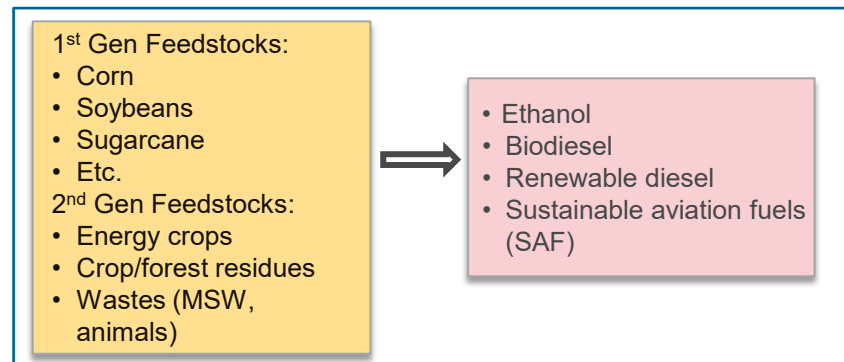 1st Gen Feedstocks:
• Corn
• Soybeans
• Sugarcane
• Etc.
2nd Gen Feedstocks:
• Energy crops
• Crop/forest residues
• Wastes (MSW,
animals)
• Ethanol
• Biodiesel
• Renewable diesel
• Sustainable aviation fuels
(SAF)